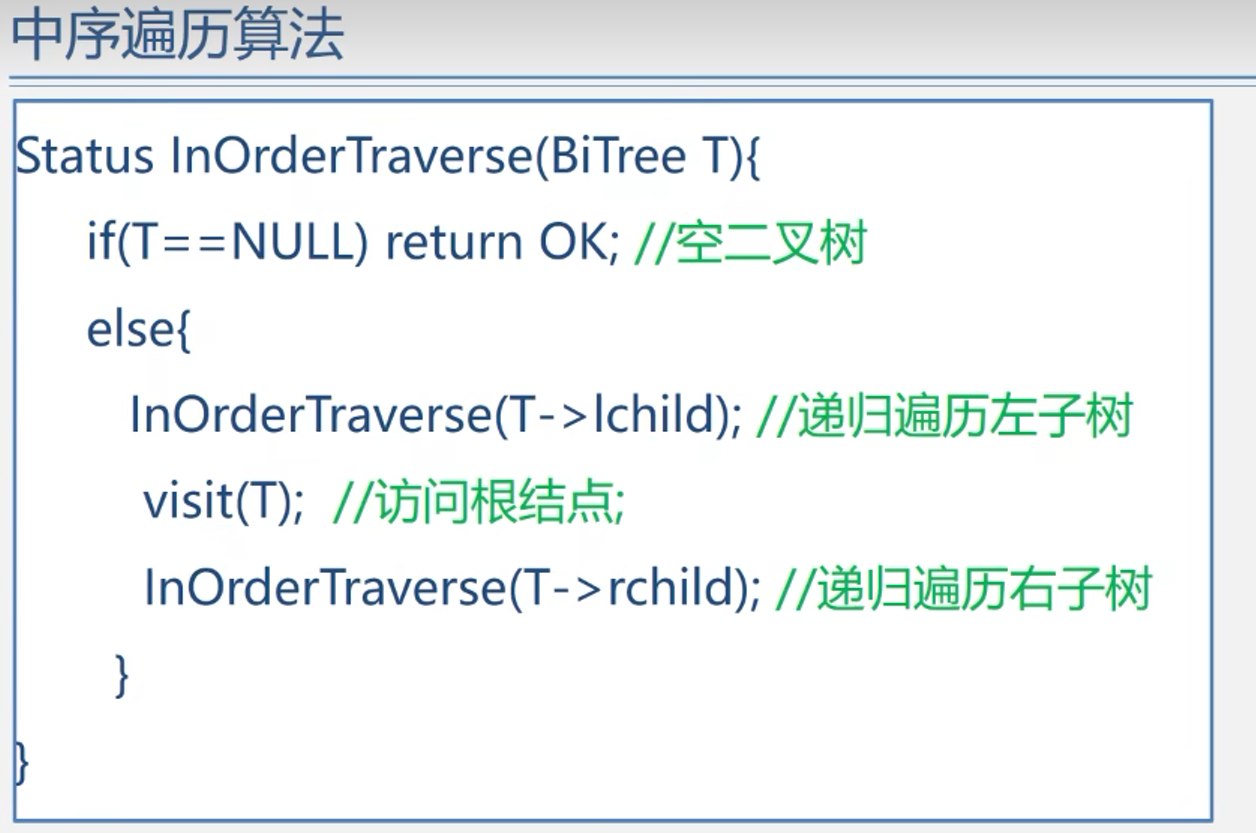 中序遍历算法
Status InOrderTraverse(BiTree T){
if(T==NULL) return OK; //空二叉树
else{
InOrderTraverse(T->lchild); //递归遍历左子树
visit(T); //访问根结点;
InOrderTraverse(T->rchild); //递归遍历右子树
}
}